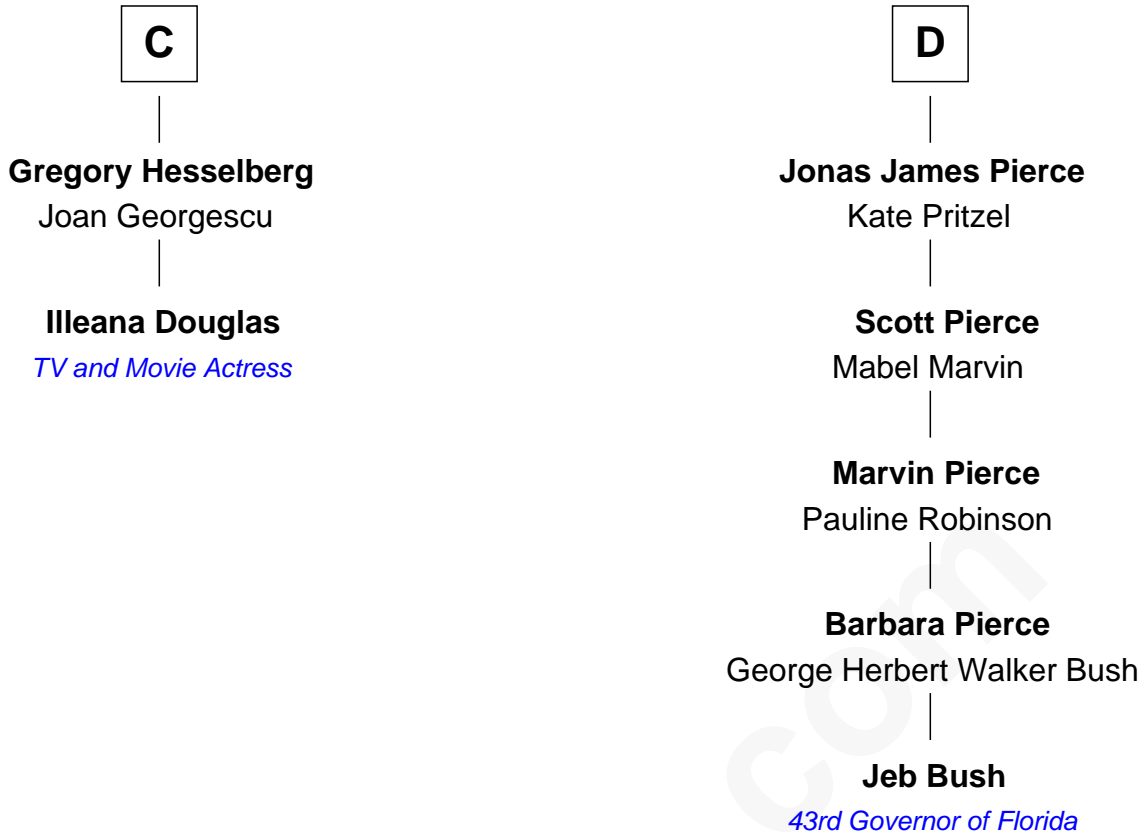 C
Gregory Hesselberg
Joan Georgescu
Illeana Douglas
TV and Movie Actress
D
Jonas James Pierce
Kate Pritzel
Scott Pierce
Mabel Marvin
Marvin Pierce
Pauline Robinson
Barbara Pierce
George Herbert Walker Bush
Jeb Bush
43rd Governor of Florida
com